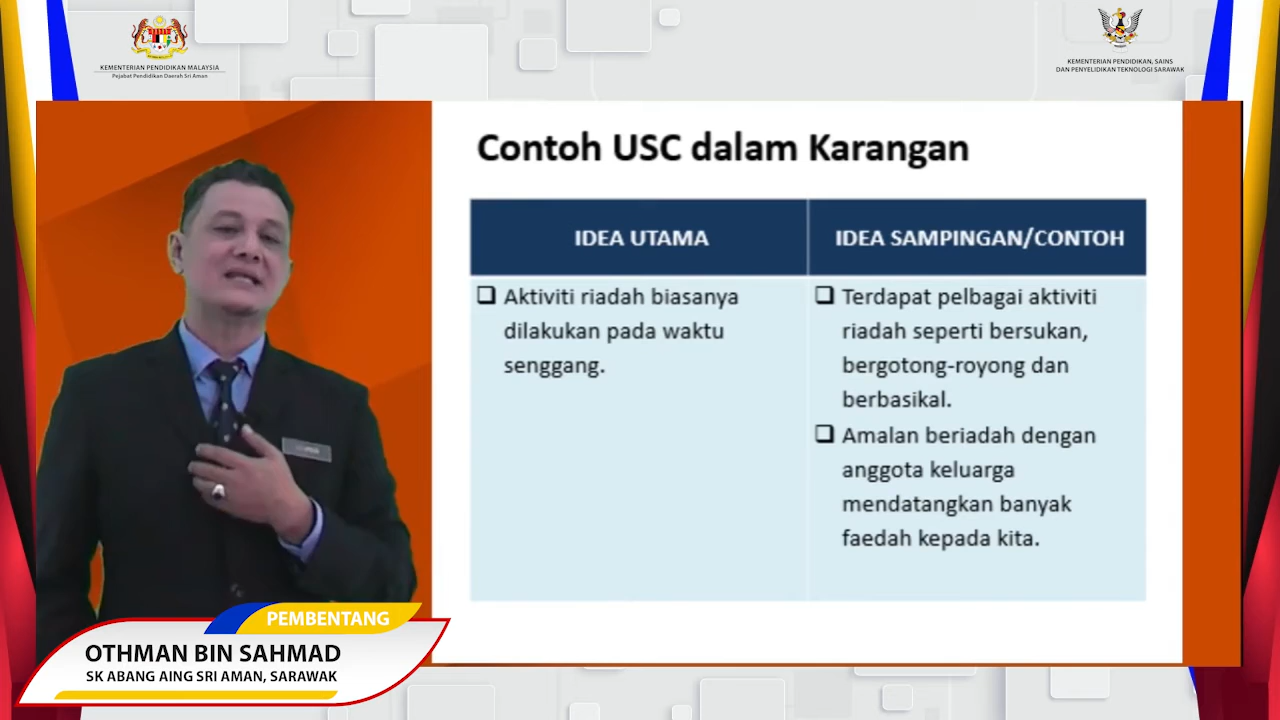 KEMENTERIAN PENDIDIKAN MALAYSIA
Pejabat Pendidikan Daerah Sri Aman
KEMENTERIAN PENDIDIKAN, SAINS
DAN PENYELIDIKAN TEKNOLOGI SARAWAK
Contoh USC dalam Karangan
IDEA UTAMA
IDEA SAMPINGAN/CONTOH
❑ Aktiviti riadah biasanya
dilakukan pada waktu
senggang.
❑ Terdapat pelbagai aktiviti
riadah seperti bersukan,
bergotong-royong dan
berbasikal.
❑ Amalan beriadah dengan
anggota keluarga
mendatangkan banyak
faedah kepada kita.
PEMBENTANG
OTHMAN BIN SAHMAD
SK ABANG AING SRI AMAN, SARAWAK